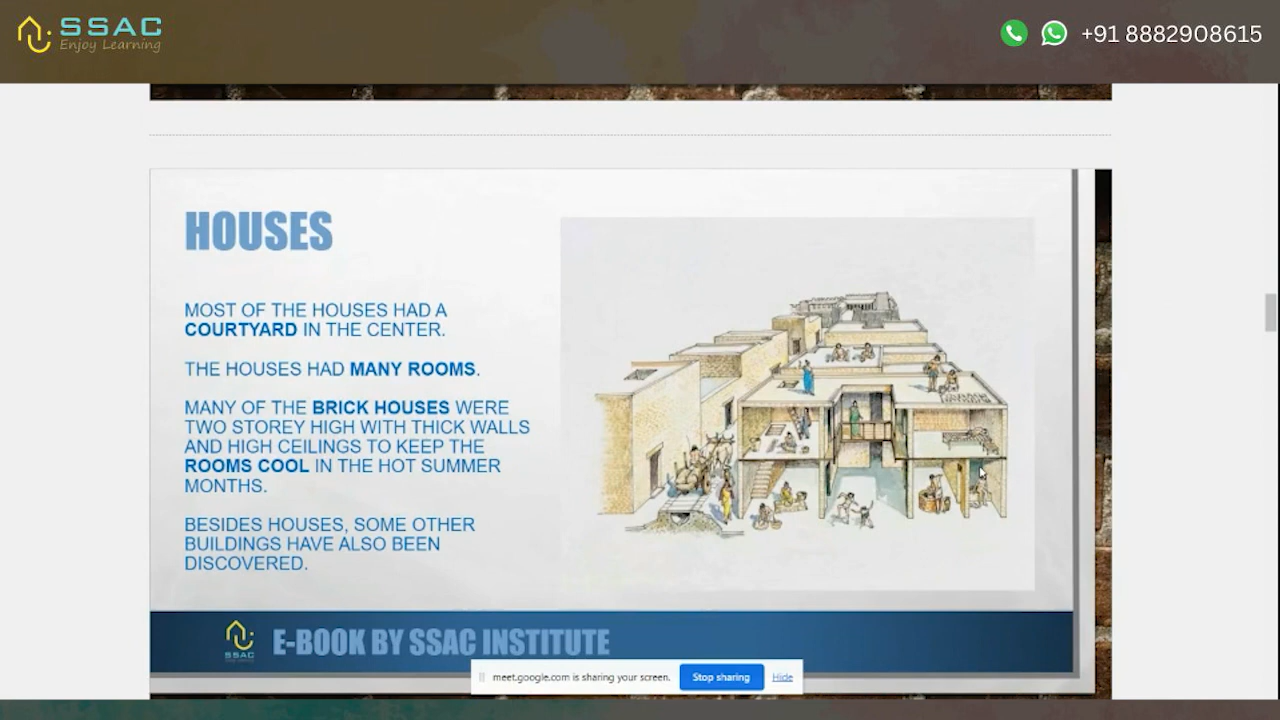 SSAC
Enjoy Learning
+91 8882908615
HOUSES
MOST OF THE HOUSES HAD A
COURTYARD IN THE CENTER.
THE HOUSES HAD MANY ROOMS.
MANY OF THE BRICK HOUSES WERE
TWO STOREY HIGH WITH THICK WALLS
AND HIGH CEILINGS TO KEEP THE
ROOMS COOL IN THE HOT SUMMER
MONTHS.
BESIDES HOUSES, SOME OTHER
BUILDINGS HAVE ALSO BEEN
DISCOVERED.
SSAC
E-BOOK BY SSAC INSTITUTE
meet.google.com is sharing your screen.
Stop sharing
Hide